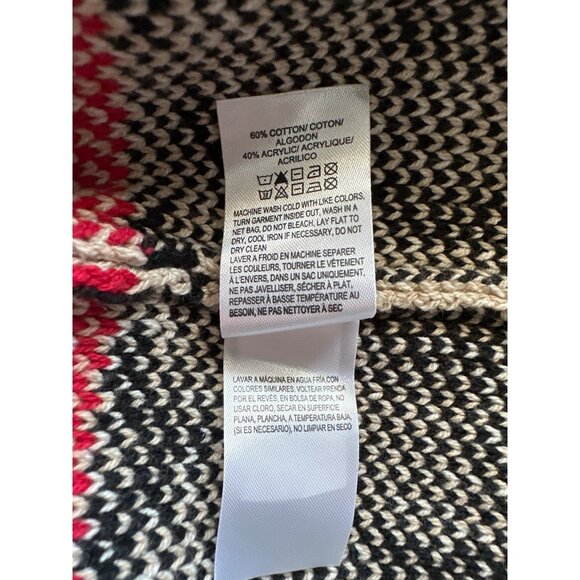 60% COTTON/ COTON/
ALGODON
40% ACRYLIC/ ACRYLIQUE/
ACRILICO
MACHINE WASH COLD WITH LIKE COLORS,
TURN GARMENT INSIDE OUT, WASH IN A
NET BAG, DO NOT BLEACH, LAY FLAT TO
DRY, COOL IRON IF NECESSARY, DO NOT
DRY CLEAN
LAVER A FROID EN MACHINE SEPARER
LES COULEURS, TOURNER LE VÊTEMENT
À L'ENVERS, DANS UN SAC UNIQUEMENT,
NE PAS JAVELLISER, SÉCHER À PLAT,
REPASSER À BASSE TEMPÉRATURE AU
BESOIN, NE PAS NETTOYER À SEC
LAVAR A MÁQUINA EN AGUA FRÍA CON
COLORES SIMILARES, VOLTEAR PRENDA
POR EL REVÉS, EN BOLSA DE ROPA, NO
USAR CLORO, SECAR EN SUPERFICIE
PLANA, PLANCHA, A TEMPERATURA BAJA,
(SI ES NECESARIO), NO LIMPIAR EN SECO